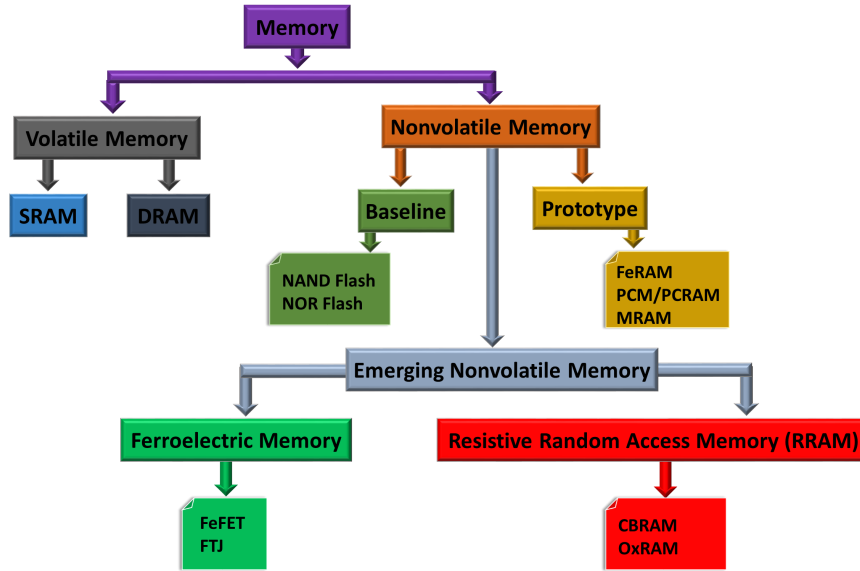 Memory
Volatile Memory
Nonvolatile Memory
SRAM
DRAM
Baseline
Prototype
NAND Flash
NOR Flash
FeRAM
PCM/PCRAM
MRAM
Emerging Nonvolatile Memory
Ferroelectric Memory
Resistive Random Access Memory (RRAM)
FeFET
FTJ
CBRAM
OxRAM